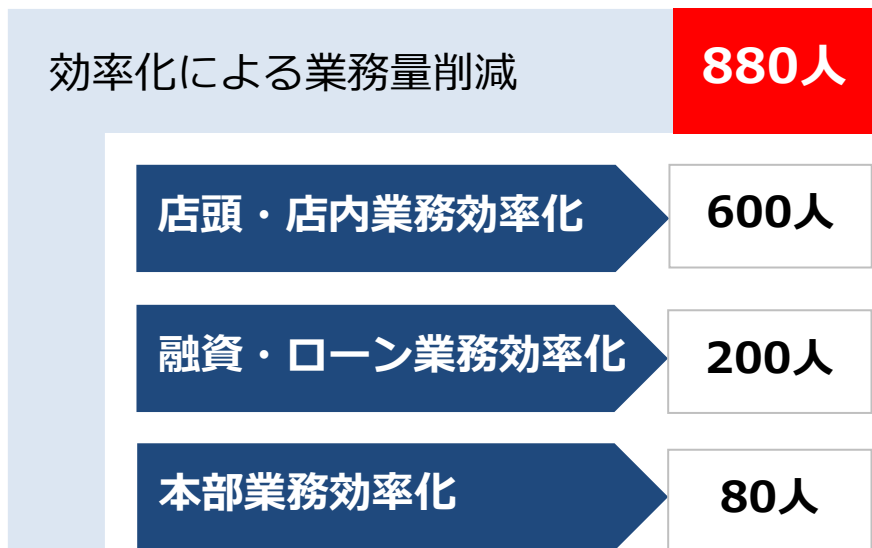 効率化による業務量削減 880人
店頭・店内業務効率化 600人
融資・ローン業務効率化 200人
本部業務効率化 80人